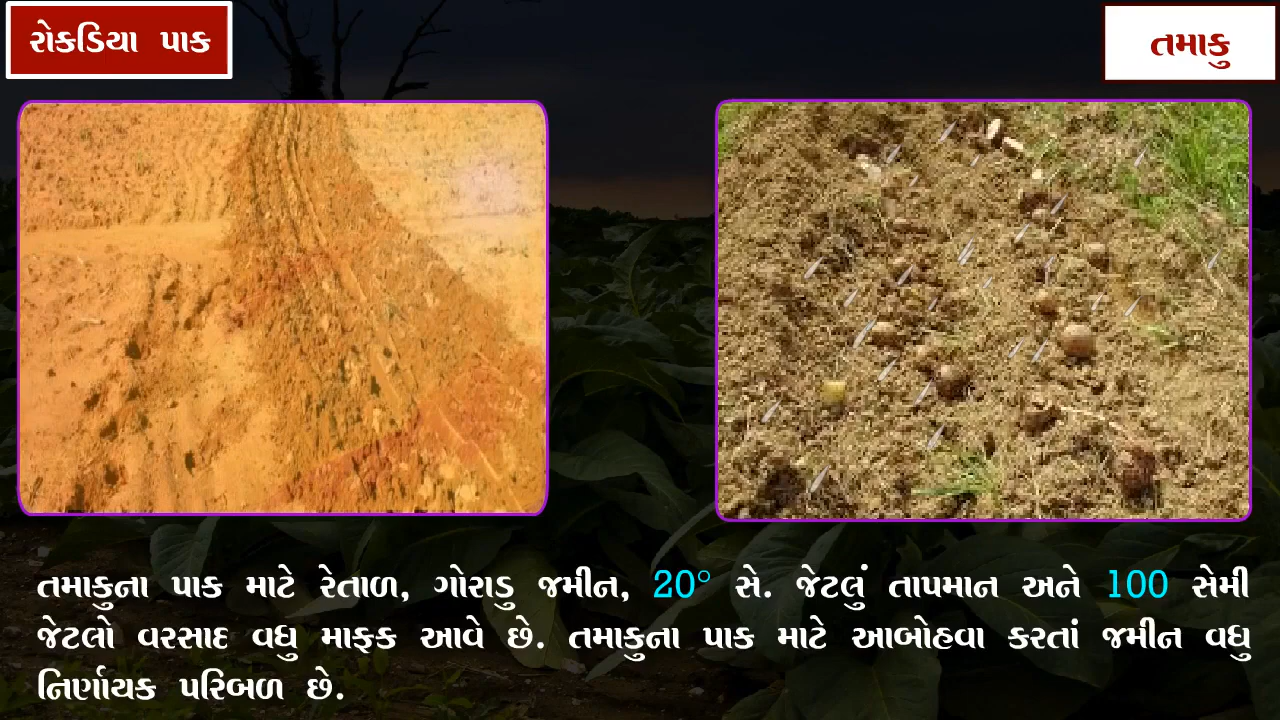 રોકડિયા પાક
તમાકુ
તમાકુના પાક માટે રેતાળ, ગોરાડુ જમીન, 20° સે. જેટલું તાપમાન અને 100 સેમી
જેટલો વરસાદ વધુ માફક આવે છે. તમાકુના પાક માટે આબોહવા કરતાં જમીન વધુ
નિર્ણાયક પરિબળ છે.